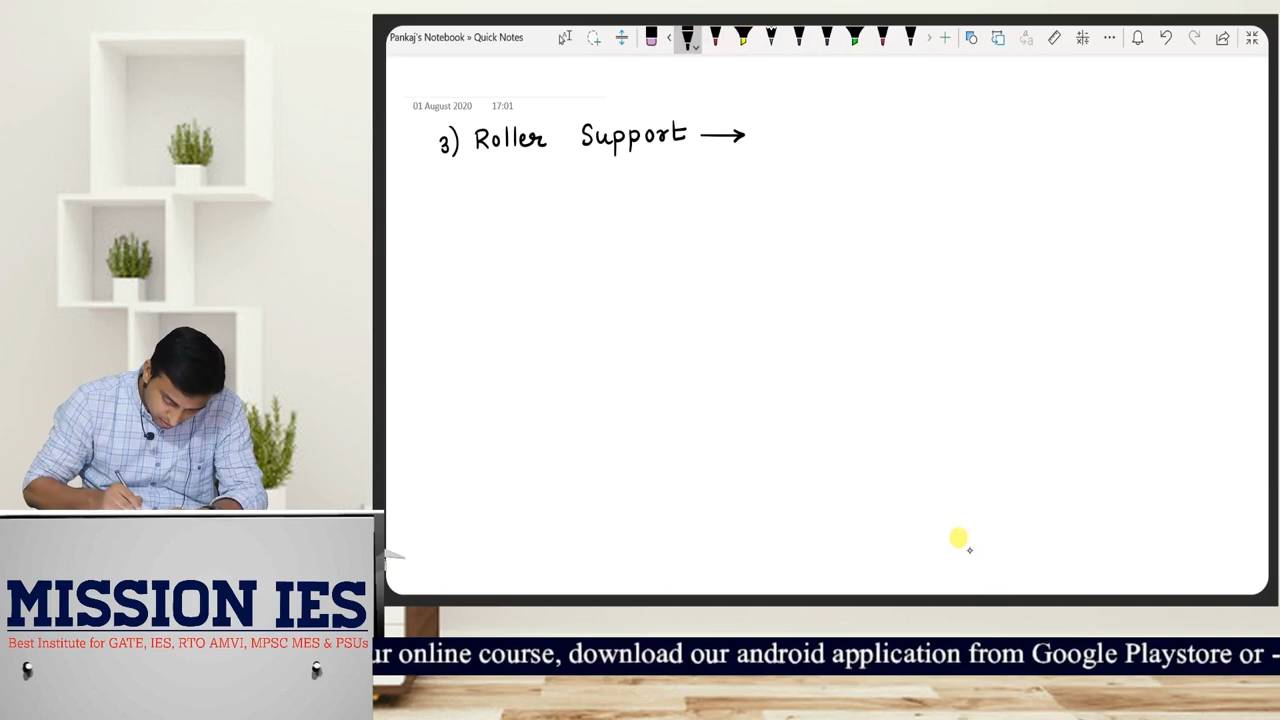 Pankaj's Notebook » Quick Notes
01 August 2020 17:01
3) Roller Support →
MISSION IES
Best Institute for GATE, IES, RTO AMVI, MPSC MES & PSUs
ur online course, download our android application from Google Playstore or -